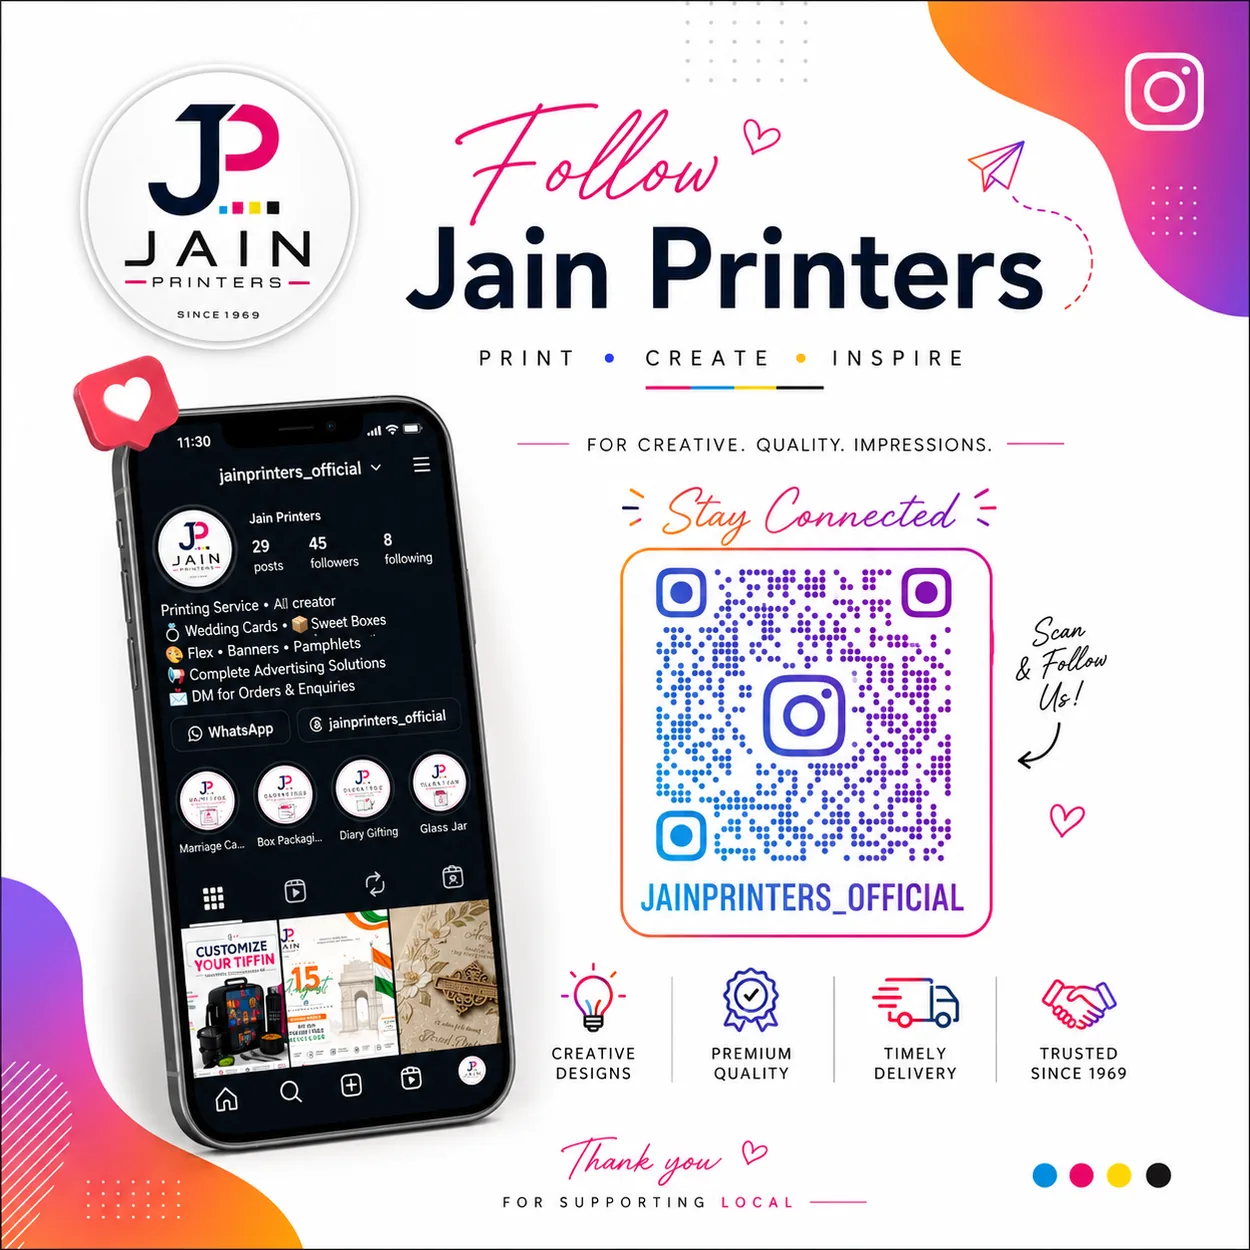 JP
JAIN
PRINTERS
SINCE 1969
Follow
Jain Printers
PRINT • CREATE • INSPIRE
FOR CREATIVE. QUALITY. IMPRESSIONS.
11:30
jainprinters_official
Jain Printers
29 posts
45 followers
8 following
Printing Service • creator
💍 Wedding Cards • 📦 Sweet Boxes
🎨 Flex • Banners • Pamphlets
📢 Complete Advertising Solutions
✉️ DM for Orders & Enquiries
WhatsApp
jainprinters_official
Marriage Ca...
Box Packagi...
Diary Gifting
Glass Jar
CUSTOMIZE
YOUR TIFFIN
JAIN
15
August
Stay Connected
JAINPRINTERS_OFFICIAL
Scan
& Follow
Us!
CREATIVE
DESIGNS
PREMIUM
QUALITY
TIMELY
DELIVERY
TRUSTED
SINCE 1969
Thank you
FOR SUPPORTING LOCAL